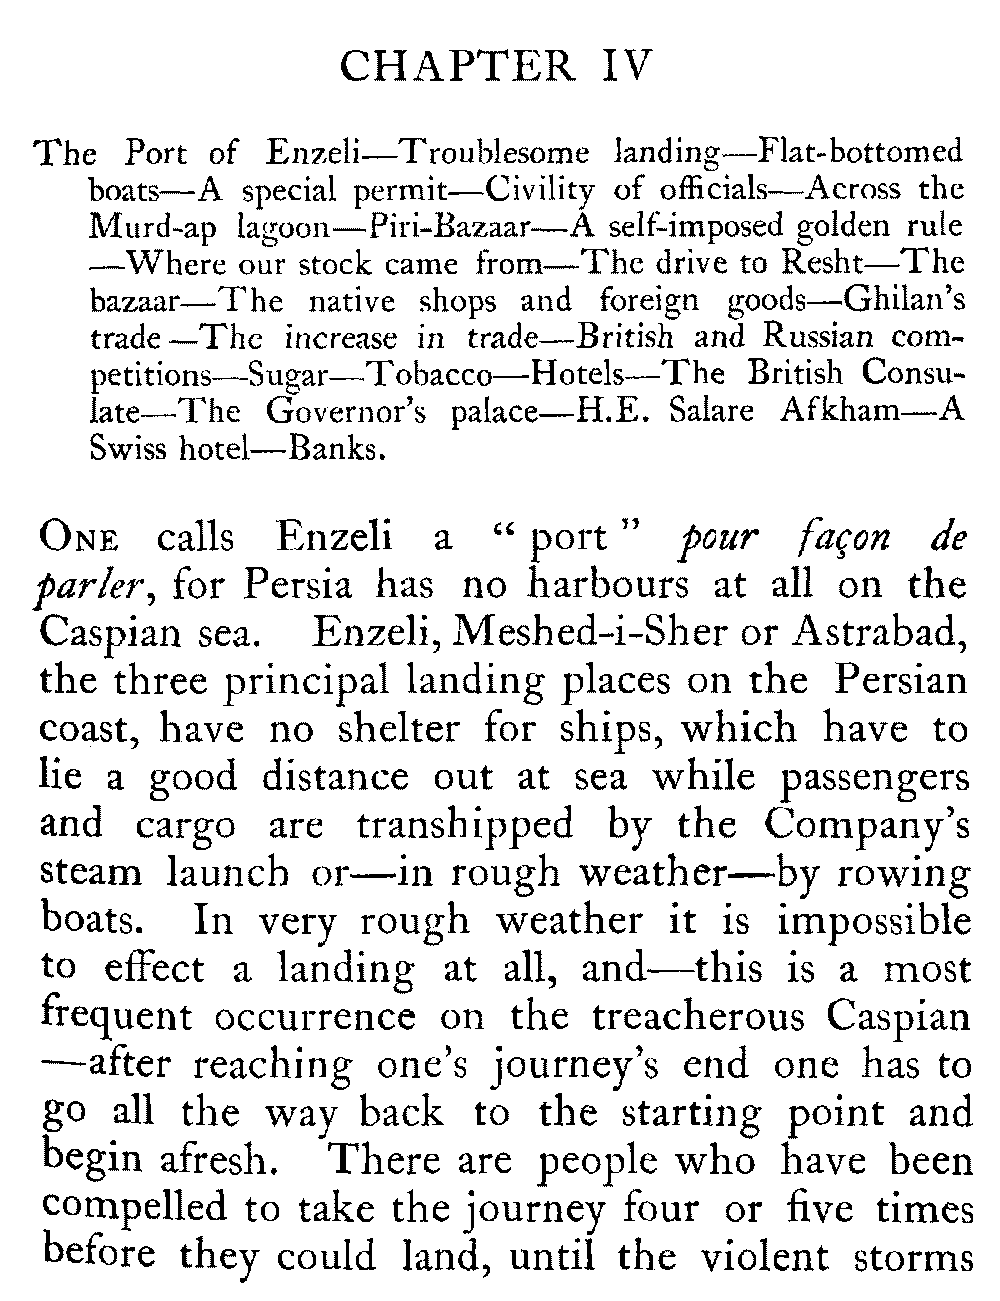 CHAPTER IV
The Port of Enzeli—Troublesome landing—Flat-bottomed
boats—A special permit—Civility of officials—Across the
Murd-ap lagoon—Piri-Bazaar—A self-imposed golden rule
—Where our stock came from—The drive to Resht—The
bazaar—The native shops and foreign goods—Ghilan's
trade—The increase in trade—British and Russian com-
petitions—Sugar—Tobacco—Hotels—The British Consu-
late—The Governor's palace—H.E. Salare Afkham—A
Swiss hotel—Banks.
ONE calls Enzeli a “port” pour façon de
parler, for Persia has no harbours at all on the
Caspian sea. Enzeli, Meshed-i-Sher or Astrabad,
the three principal landing places on the Persian
coast, have no shelter for ships, which have to
lie a good distance out at sea while passengers
and cargo are transhipped by the Company's
steam launch or—in rough weather—by rowing
boats. In very rough weather it is impossible
to effect a landing at all, and—this is a most
frequent occurrence on the treacherous Caspian
—after reaching one's journey's end one has to
go all the way back to the starting point and
begin afresh. There are people who have been
compelled to take the journey four or five times
before they could land, until the violent storms